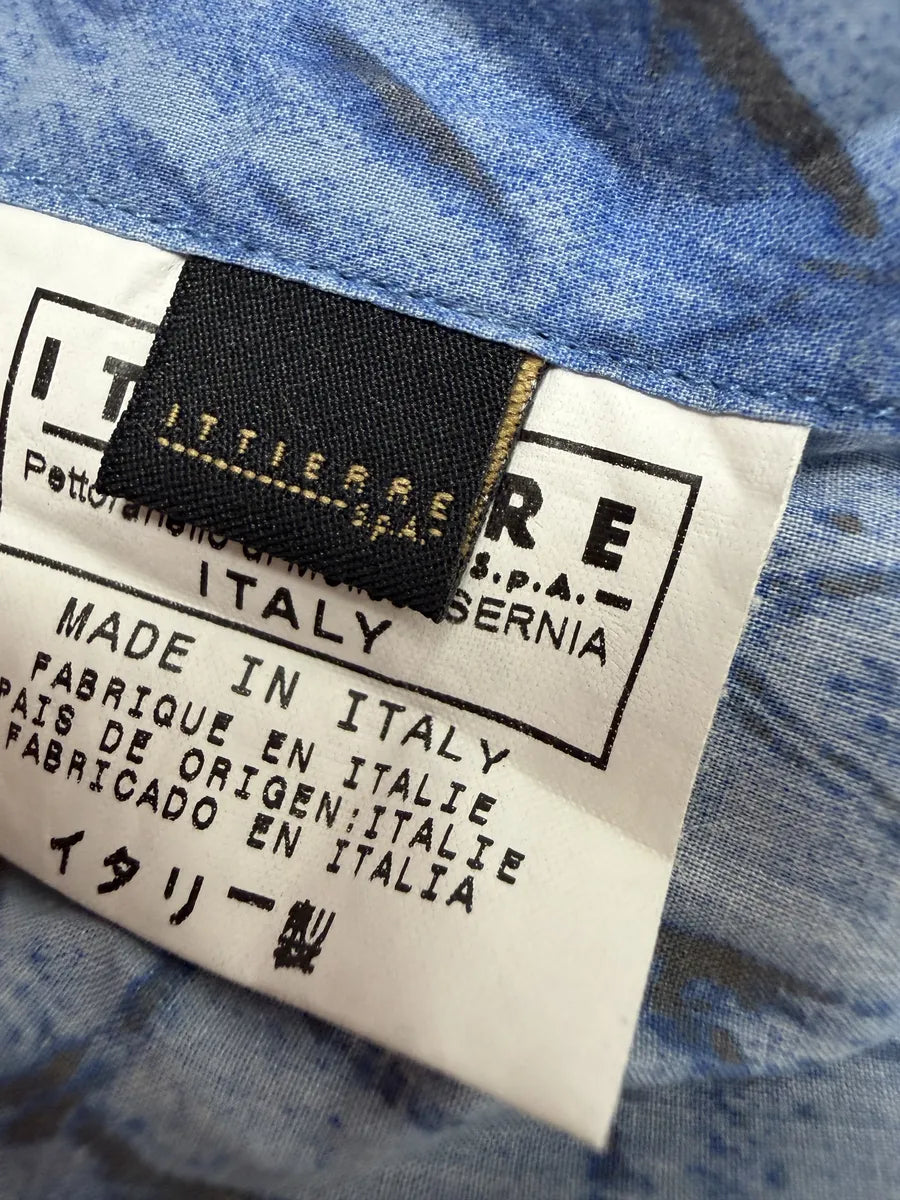 ITTIERRE
S.p.A.
I T RE
S.p.A.
SERNIA
ITALY
MADE IN ITALY
FABRIQUE EN ITALIE
PAIS DE ORIGEN:ITALIE
FABRICADO EN ITALIA
イタリー製